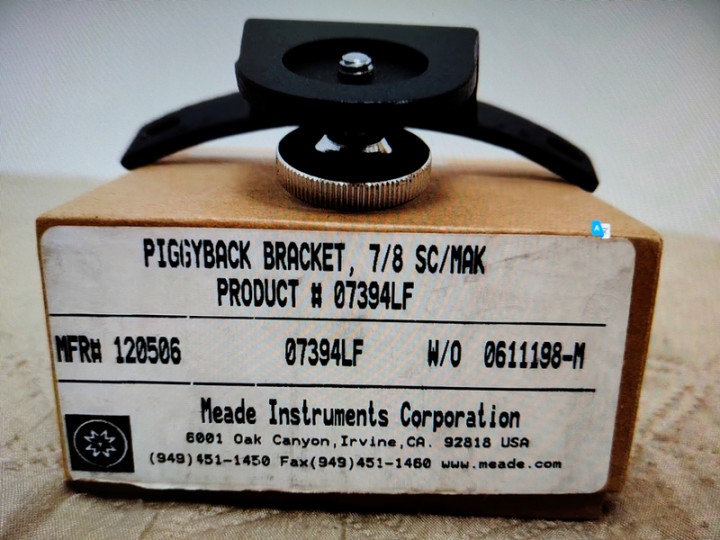 PIGGYBACK BRACKET, 7/8 SC/MAK
PRODUCT # 07394LF
MFR# 120506 07394LF W/O 0611198-M
Meade Instruments Corporation
6001 Oak Canyon,Irvine,CA. 92618 USA
(949)451-1450 Fax(949)451-1460 www.meade.com